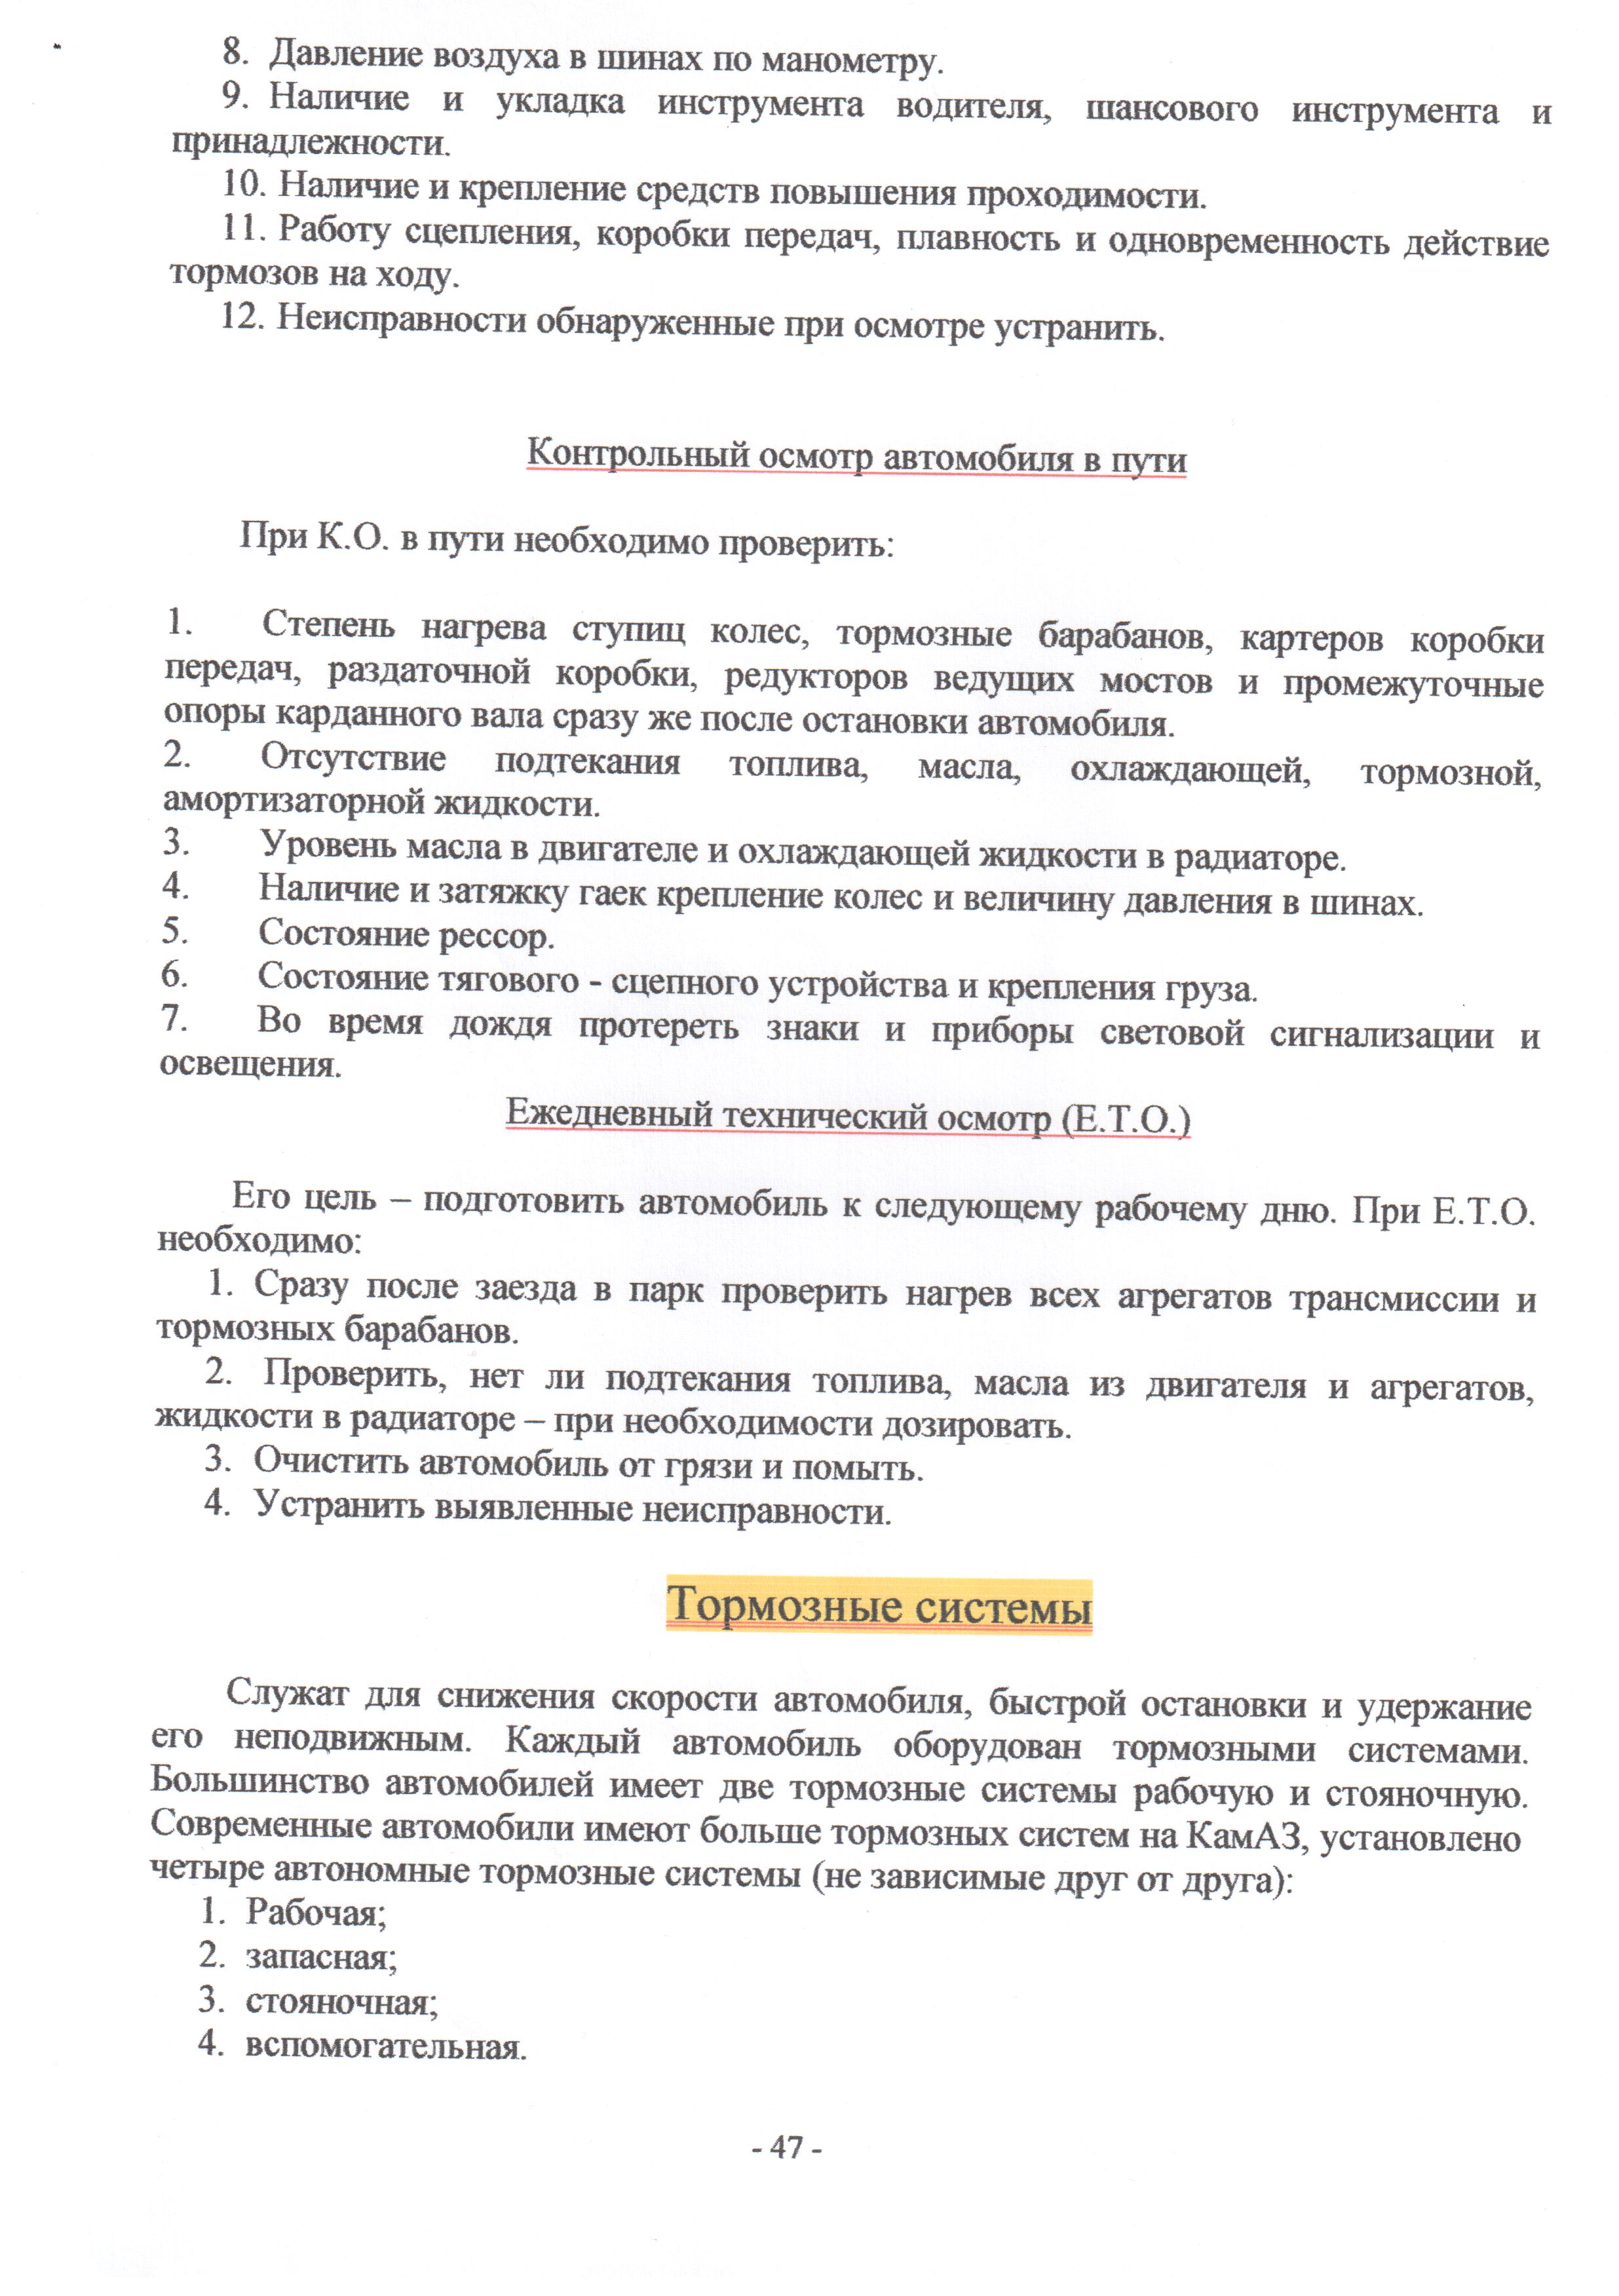 8. Давление воздуха в шинах по манометру.
9. Наличие и укладка инструмента водителя, шансового инструмента и
принадлежности.
10. Наличие и крепление средств повышения проходимости.
11. Работу сцепления, коробки передач, плавность и одновременность действие
тормозов на ходу.
12. Неисправности обнаруженные при осмотре устранить.
Контрольный осмотр автомобиля в пути
При К.О. в пути необходимо проверить:
1. Степень нагрева ступиц колес, тормозные барабанов, картеров коробки
передач, раздаточной коробки, редукторов ведущих мостов и промежуточные
опоры карданного вала сразу же после остановки автомобиля.
2. Отсутствие подтекания топлива, масла, охлаждающей, тормозной,
амортизаторной жидкости.
3. Уровень масла в двигателе и охлаждающей жидкости в радиаторе.
4. Наличие и затяжку гаек крепление колес и величину давления в шинах.
5. Состояние рессор.
6. Состояние тягового - сцепного устройства и крепления груза.
7. Во время дождя протереть знаки и приборы световой сигнализации и
освещения.
Ежедневный технический осмотр (Е.Т.О.)
Его цель – подготовить автомобиль к следующему рабочему дню. При Е.Т.О.
необходимо:
1. Сразу после заезда в парк проверить нагрев всех агрегатов трансмиссии и
тормозных барабанов.
2. Проверить, нет ли подтекания топлива, масла из двигателя и агрегатов,
жидкости в радиаторе – при необходимости дозировать.
3. Очистить автомобиль от грязи и помыть.
4. Устранить выявленные неисправности.
Тормозные системы
Служат для снижения скорости автомобиля, быстрой остановки и удержание
его неподвижным. Каждый автомобиль оборудован тормозными системами.
Большинство автомобилей имеет две тормозные системы рабочую и стояночную.
Современные автомобили имеют больше тормозных систем на КамАЗ, установлено
четыре автономные тормозные системы (не зависимые друг от друга):
1. Рабочая;
2. запасная;
3. стояночная;
4. вспомогательная.
- 47 -